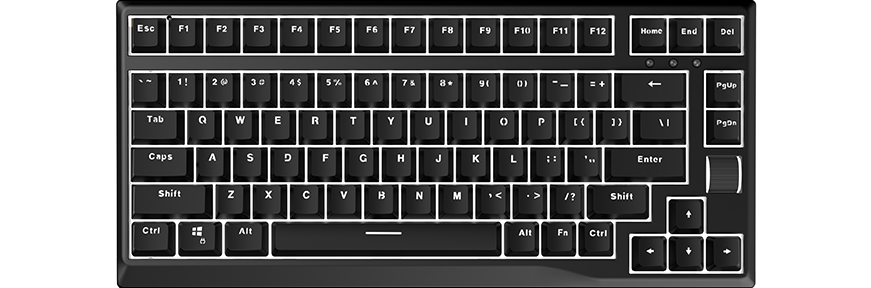 Esc F1 F2 F3 F4 F5 F6 F7 F8 F9 F10 F11 F12 Home End Del
`~ 1! 2@ 3# 4$ 5% 6^ 7& 8* 9( 0) -_ =+ ← PgUp
Tab Q W E R T Y U I O P [{ ]} \| PgDn
Caps A S D F G H J K L ;: '" Enter
Shift Z X C V B N M ,< .> /? Shift ↑
Ctrl Alt Alt Fn Ctrl ← ↓ →